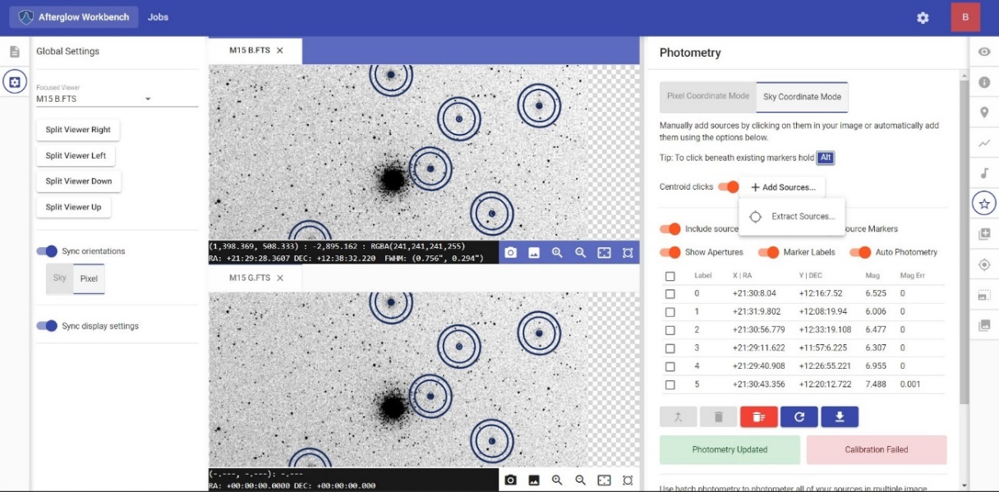 Afterglow Workbench
Jobs
B
Global Settings
Focused Viewer
M15 B.FTS
Split Viewer Right
Split Viewer Left
Split Viewer Down
Split Viewer Up
Sync orientations
Sky Pixel
Sync display settings
M15 B.FTS ×
(1,398.369, 508.333) : -2,895.162 : RGBA(241,241,241,255)
RA: +21:29:28.3607 DEC: +12:38:32.220 FWHM: (0.756", 0.294")
M15 G.FTS ×
(-.---, -.---): -.---
RA: +00:00:00.0000 DEC: +00:00:00.000
Photometry
Pixel Coordinate Mode Sky Coordinate Mode
Manually add sources by clicking on them in your image or automatically add
them using the options below.
Tip: To click beneath existing markers hold Alt
Centroid clicks + Add Sources...
Extract Sources...
Include source ource Markers
Show Apertures Marker Labels Auto Photometry
Label X | RA Y | DEC Mag Mag Err
0 +21:30:8.04 +12:16:7.52 6.525 0
1 +21:31:9.802 +12:08:19.94 6.006 0
2 +21:30:56.779 +12:33:19.108 6.477 0
3 +21:29:11.622 +11:57:6.225 6.307 0
4 +21:29:40.908 +12:26:55.221 6.955 0
5 +21:30:43.356 +12:20:12.722 7.488 0.001
Photometry Updated Calibration Failed
Use batch photometry to photometer all of your sources in multiple image